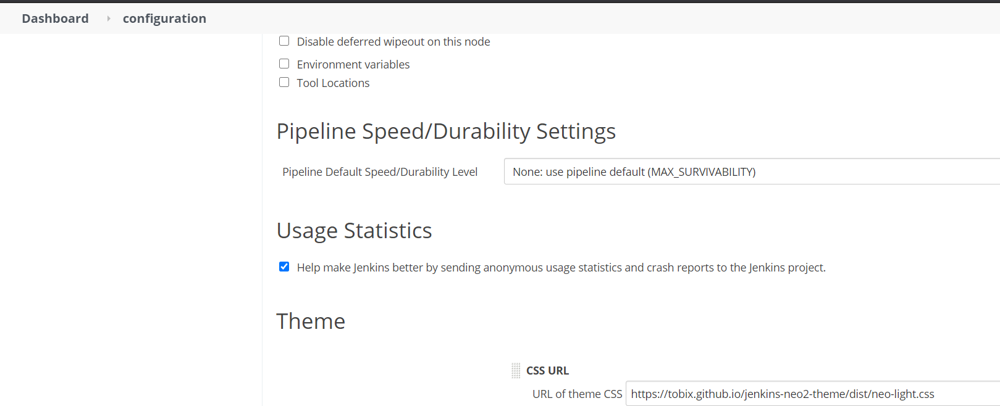 Dashboard configuration
Disable deferred wipeout on this node
Environment variables
Tool Locations
Pipeline Speed/Durability Settings
Pipeline Default Speed/Durability Level None: use pipeline default (MAX_SURVIVABILITY)
Usage Statistics
Help make Jenkins better by sending anonymous usage statistics and crash reports to the Jenkins project.
Theme
CSS URL
URL of theme CSS https://tobix.github.io/jenkins-neo2-theme/dist/neo-light.css